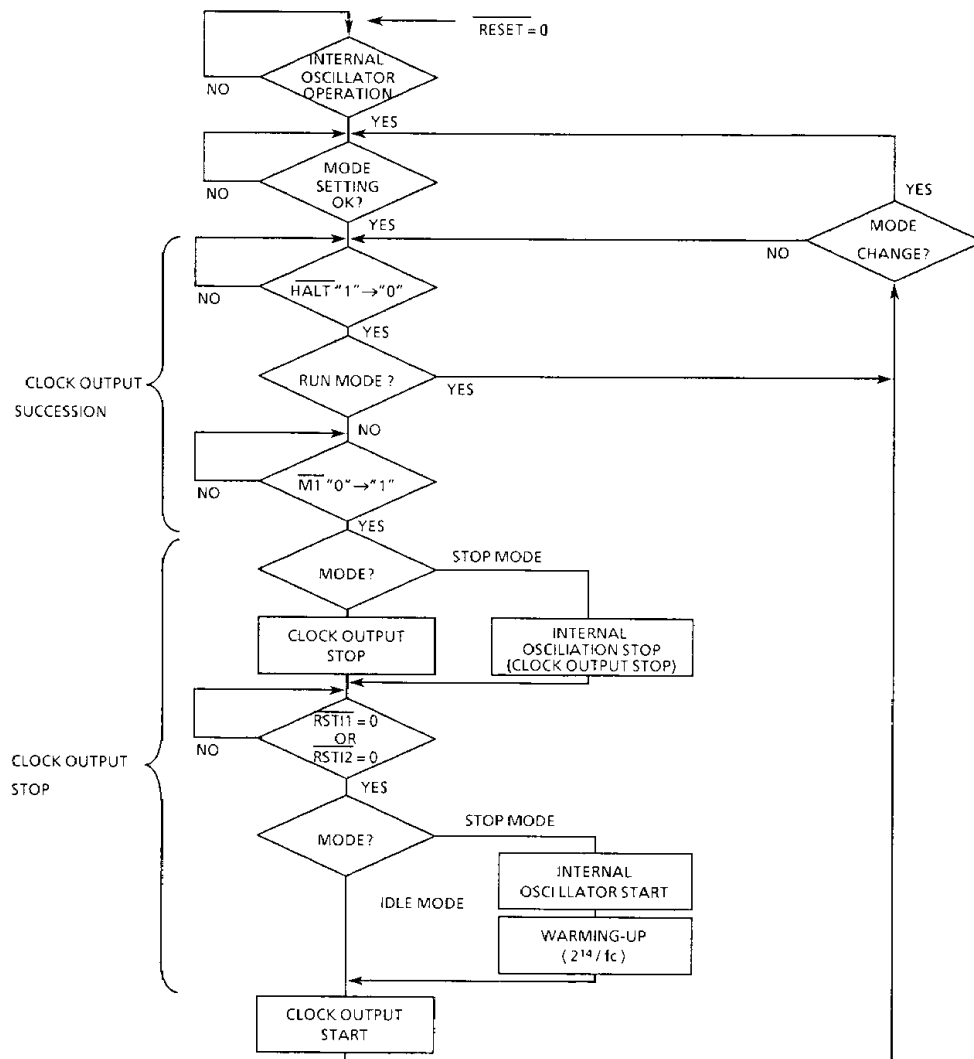 RESET = 0
INTERNAL
OSCILLATOR
OPERATION
NO
YES
MODE
SETTING
OK?
NO
YES
YES
MODE
CHANGE?
NO
HALT "1"→"0"
NO
YES
CLOCK OUTPUT
SUCCESSION
RUN MODE ?
YES
NO
M1 "0"→"1"
NO
YES
MODE?
STOP MODE
CLOCK OUTPUT
STOP
INTERNAL
OSCILIATION STOP
(CLOCK OUTPUT STOP)
RSTI1 = 0
OR
RSTI2 = 0
NO
YES
CLOCK OUTPUT
STOP
MODE?
STOP MODE
INTERNAL
OSCILLATOR START
IDLE MODE
WARMING-UP
( 2¹⁴ / fc )
CLOCK OUTPUT
START